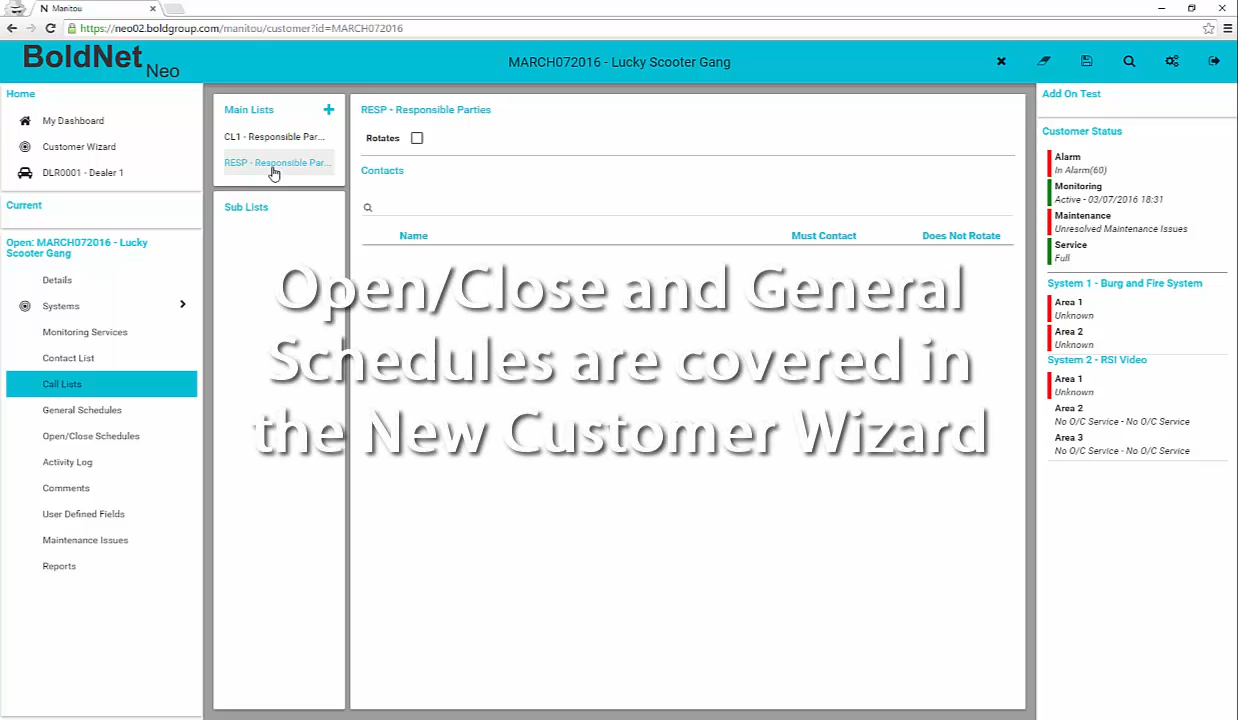 N Manitou
https://neo02.boldgroup.com/manitou/customer?id=MARCH072016
BoldNet Neo
MARCH072016 - Lucky Scooter Gang
Home
My Dashboard
Customer Wizard
DLR0001 - Dealer 1
Current
Open: MARCH072016 - Lucky
Scooter Gang
Details
Systems
Monitoring Services
Contact List
Call Lists
General Schedules
Open/Close Schedules
Activity Log
Comments
User Defined Fields
Maintenance Issues
Reports
Main Lists
CL1 - Responsible Par...
RESP - Responsible Par...
Sub Lists
RESP - Responsible Parties
Rotates
Contacts
Name Must Contact Does Not Rotate
Open/Close and General
Schedules are covered in
the New Customer Wizard
Add On Test
Customer Status
Alarm
In Alarm(60)
Monitoring
Active - 03/07/2016 18:31
Maintenance
Unresolved Maintenance Issues
Service
Full
System 1 - Burg and Fire System
Area 1
Unknown
Area 2
Unknown
System 2 - RSI Video
Area 1
Unknown
Area 2
No O/C Service - No O/C Service
Area 3
No O/C Service - No O/C Service